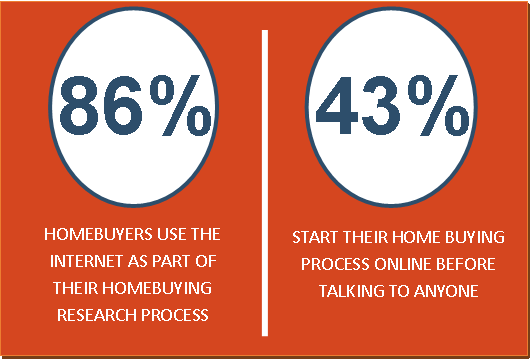 86%
HOMEBUYERS USE THE
INTERNET AS PART OF
THEIR HOMEBUYING
RESEARCH PROCESS
43%
START THEIR HOME BUYING
PROCESS ONLINE BEFORE
TALKING TO ANYONE